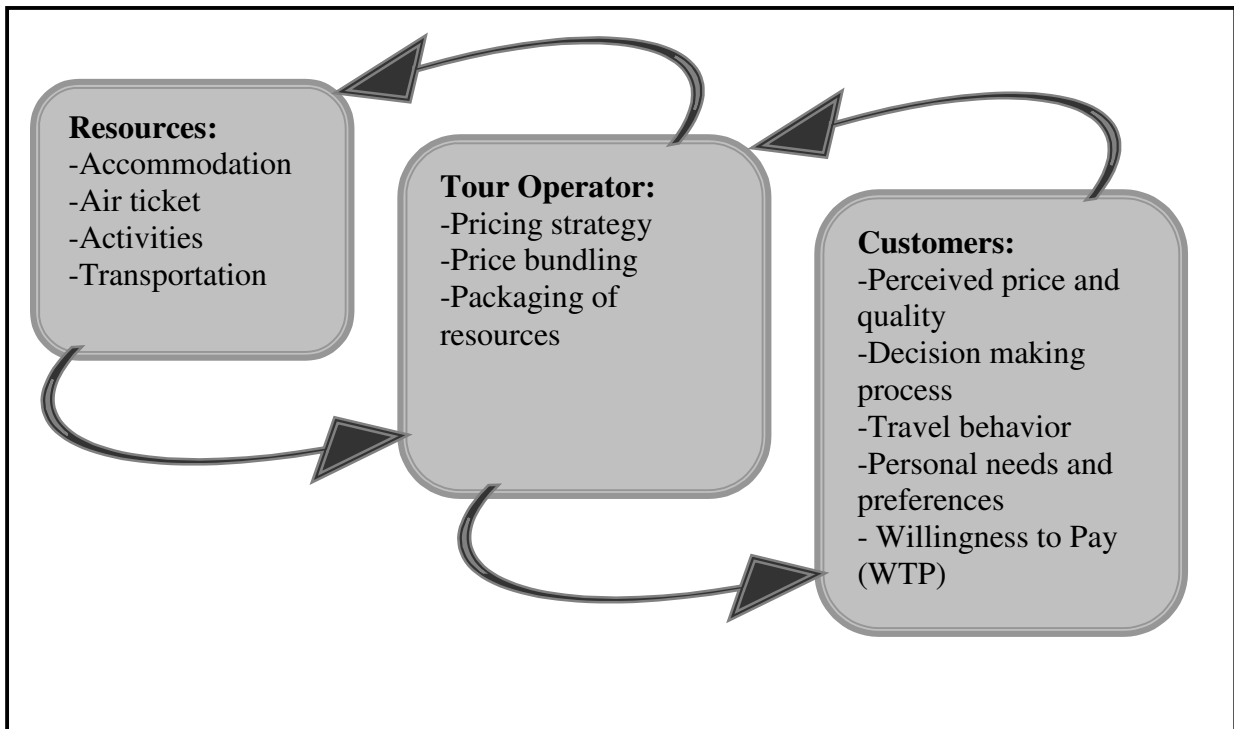 Resources:
-Accommodation
-Air ticket
-Activities
-Transportation
Tour Operator:
-Pricing strategy
-Price bundling
-Packaging of
resources
Customers:
-Perceived price and
quality
-Decision making
process
-Travel behavior
-Personal needs and
preferences
- Willingness to Pay
(WTP)